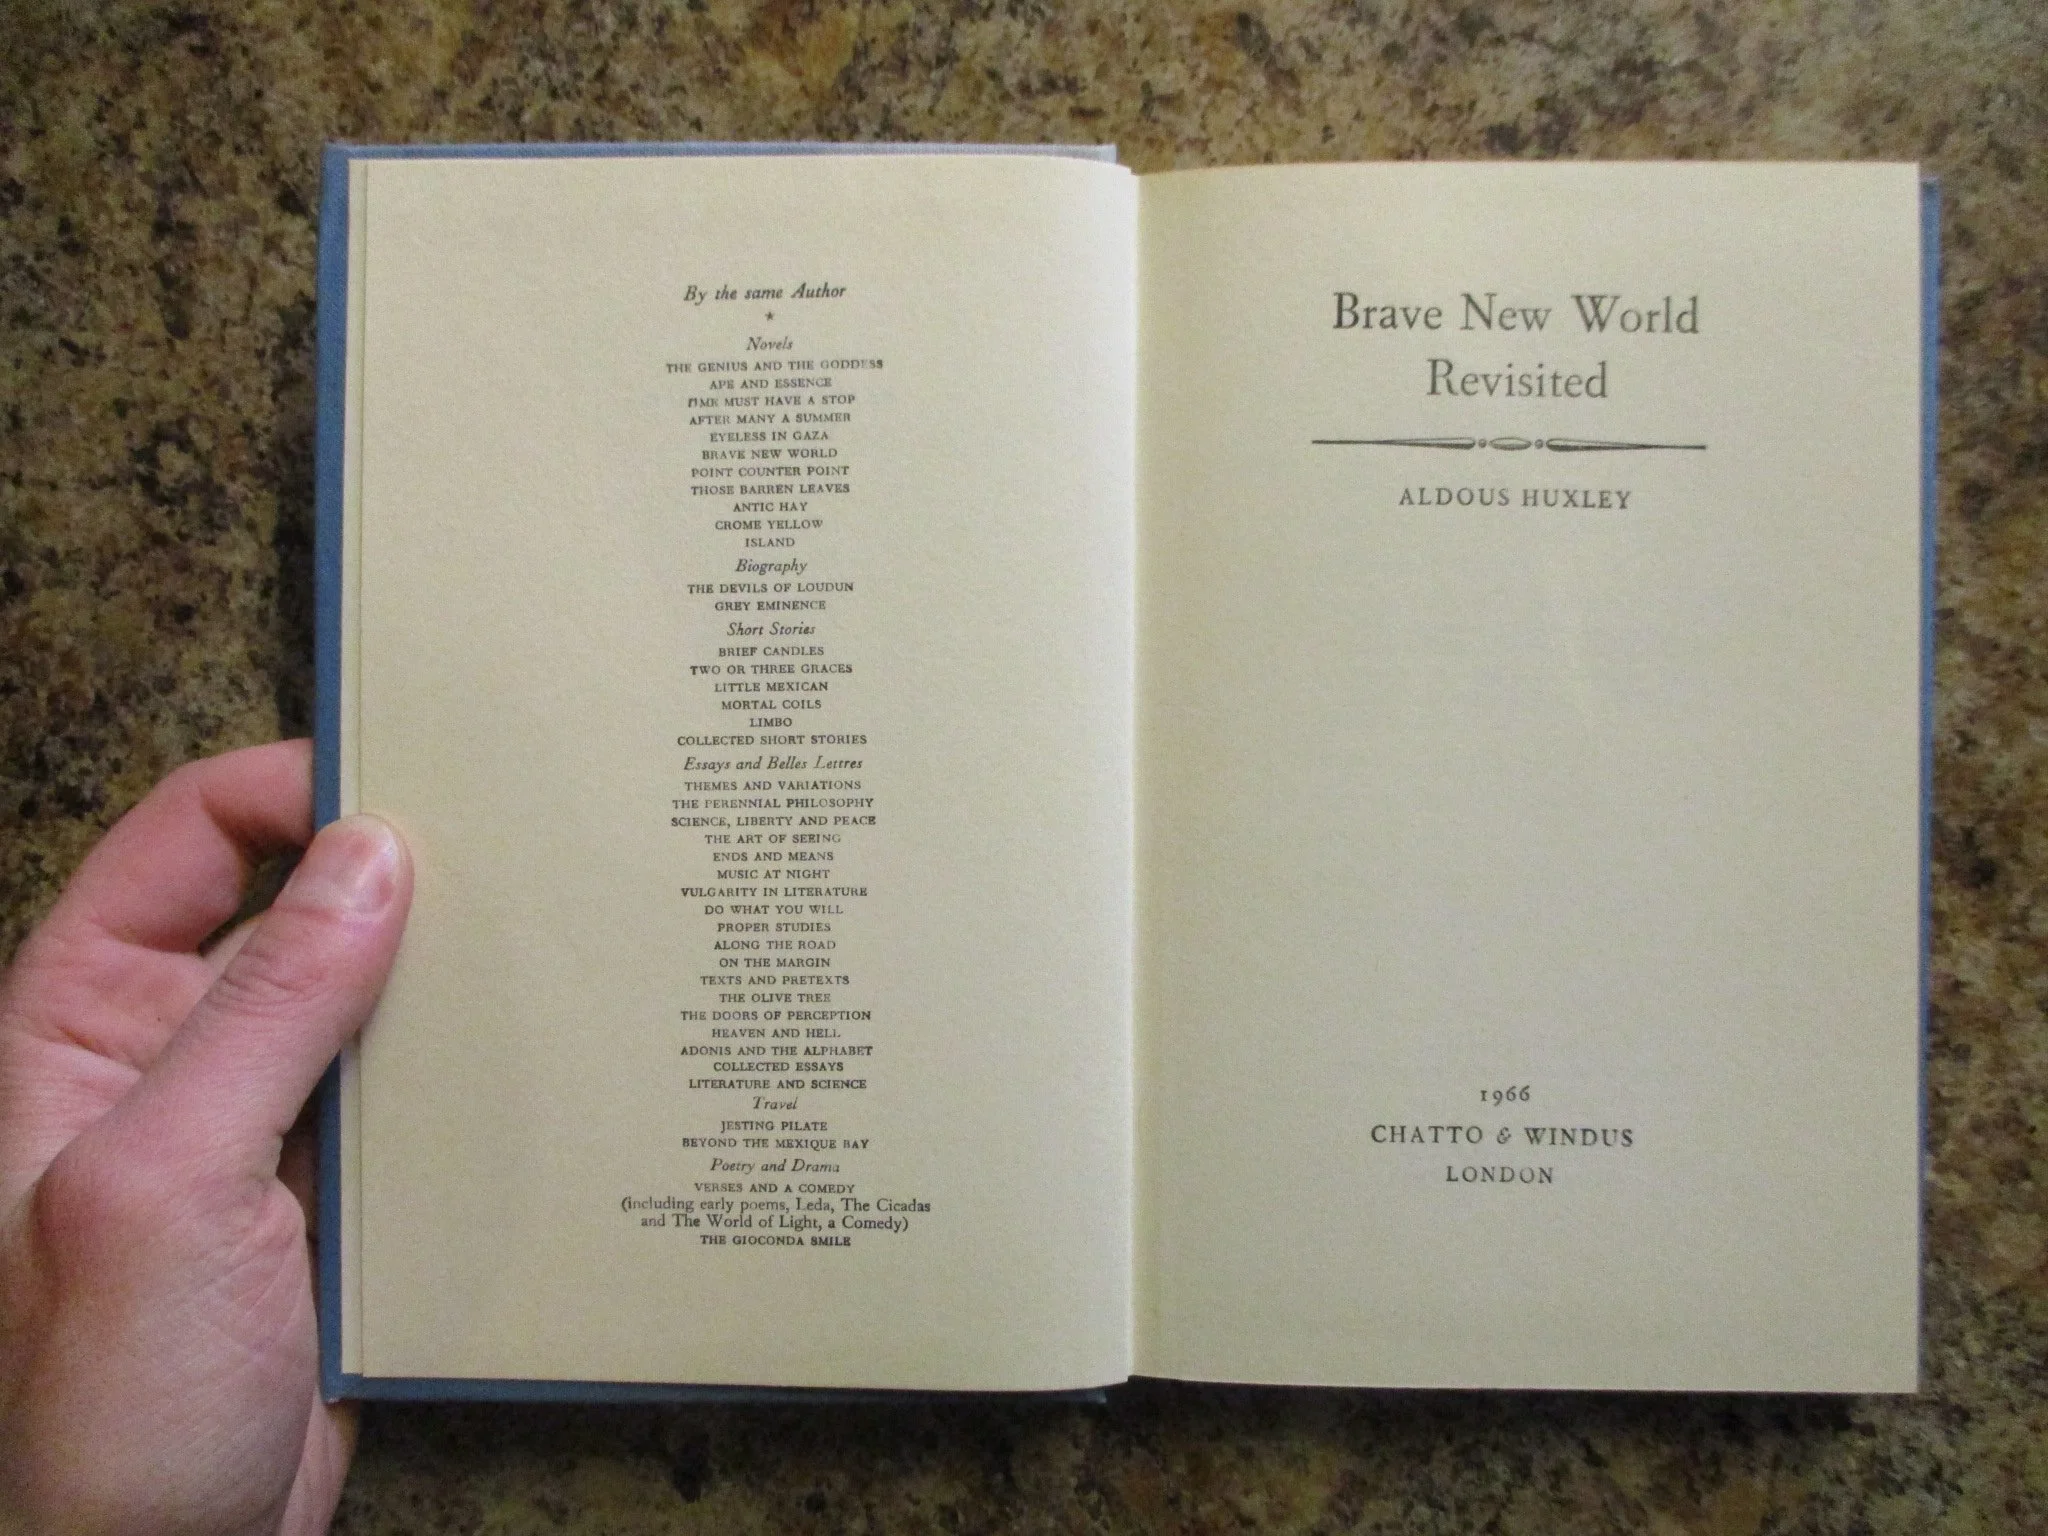 By the same Author
★
Novels
THE GENIUS AND THE GODDESS
APE AND ESSENCE
TIME MUST HAVE A STOP
AFTER MANY A SUMMER
EYELESS IN GAZA
BRAVE NEW WORLD
POINT COUNTER POINT
THOSE BARREN LEAVES
ANTIC HAY
CROME YELLOW
ISLAND
Biography
THE DEVILS OF LOUDUN
GREY EMINENCE
Short Stories
BRIEF CANDLES
TWO OR THREE GRACES
LITTLE MEXICAN
MORTAL COILS
LIMBO
COLLECTED SHORT STORIES
Essays and Belles Lettres
THEMES AND VARIATIONS
THE PERENNIAL PHILOSOPHY
SCIENCE, LIBERTY AND PEACE
THE ART OF SEEING
ENDS AND MEANS
MUSIC AT NIGHT
VULGARITY IN LITERATURE
DO WHAT YOU WILL
PROPER STUDIES
ALONG THE ROAD
ON THE MARGIN
TEXTS AND PRETEXTS
THE OLIVE TREE
THE DOORS OF PERCEPTION
HEAVEN AND HELL
ADONIS AND THE ALPHABET
COLLECTED ESSAYS
LITERATURE AND SCIENCE
Travel
JESTING PILATE
BEYOND THE MEXIQUE BAY
Poetry and Drama
VERSES AND A COMEDY
(including early poems, Leda, The Cicadas
and The World of Light, a Comedy)
THE GIOCONDA SMILE
Brave New World
Revisited
ALDOUS HUXLEY
1966
CHATTO & WINDUS
LONDON